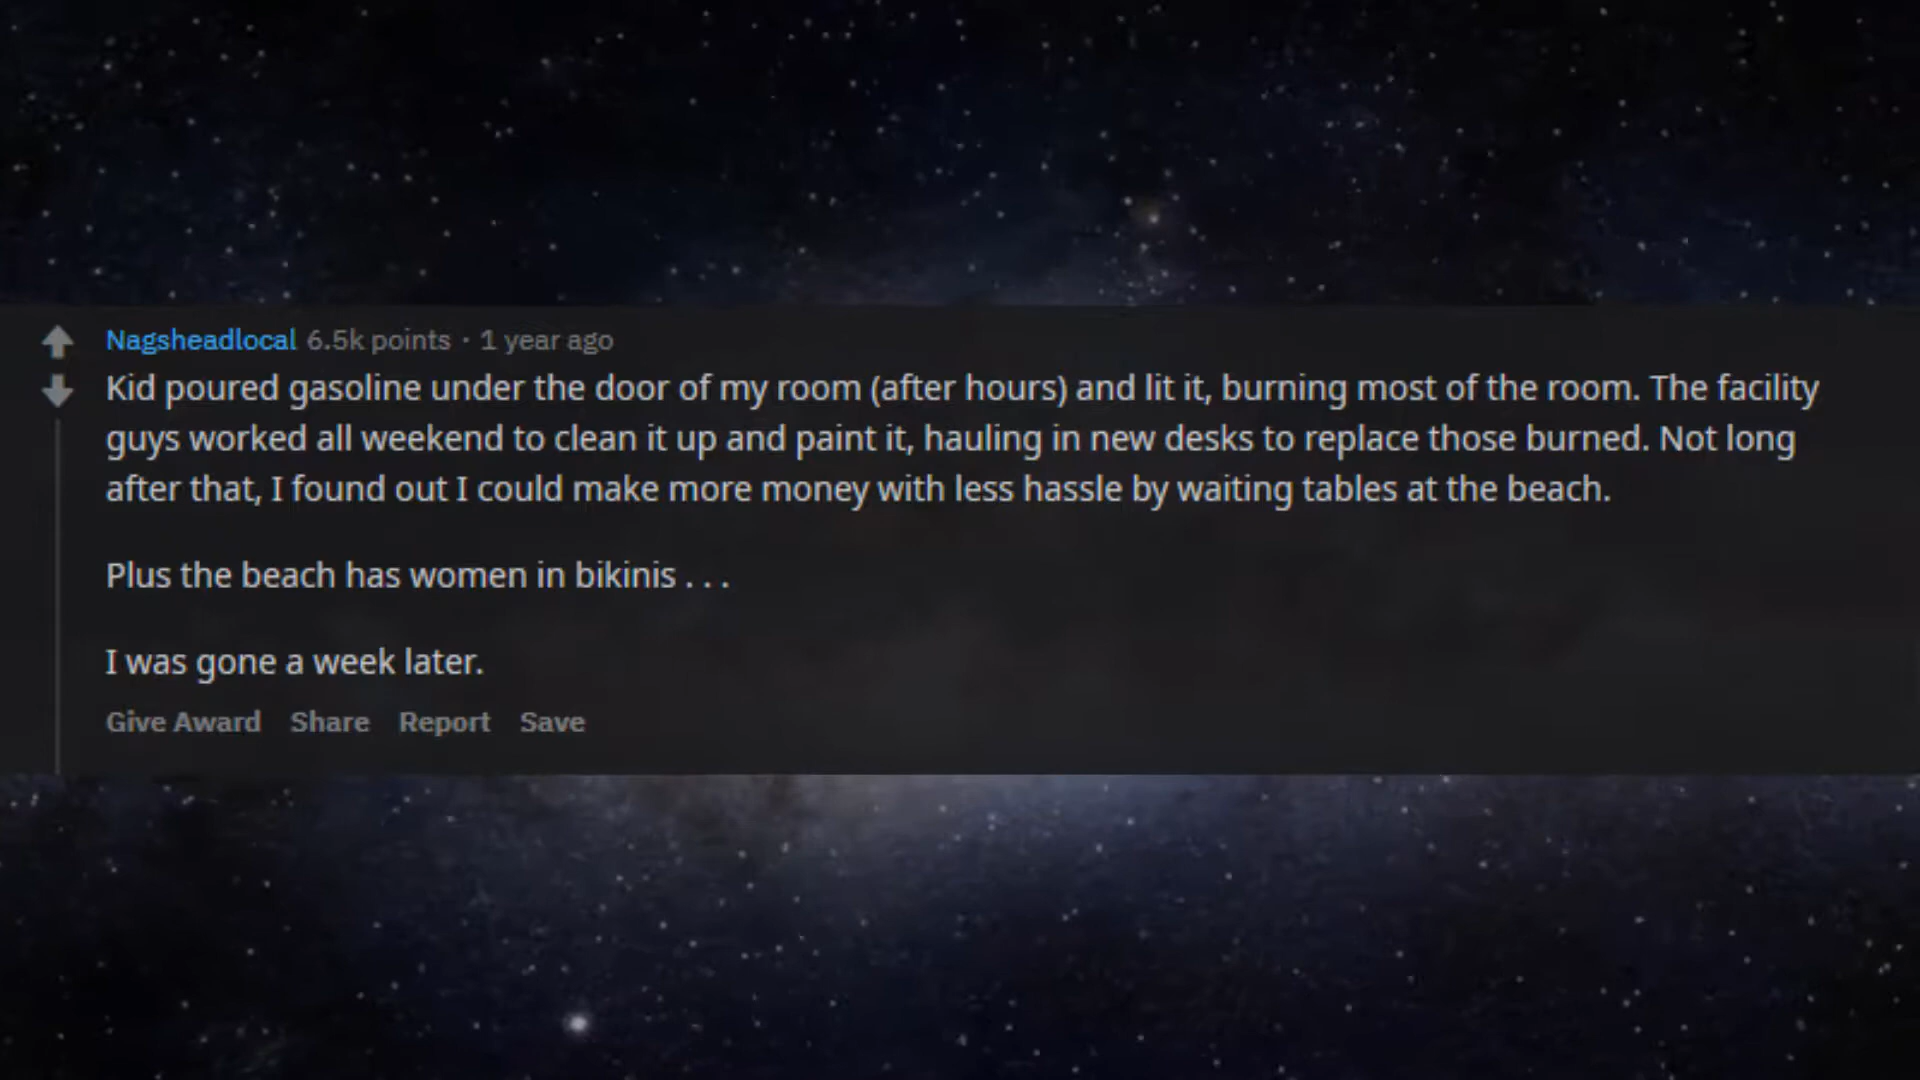 Nagsheadlocal 6.5k points · 1 year ago
Kid poured gasoline under the door of my room (after hours) and lit it, burning most of the room. The facility
guys worked all weekend to clean it up and paint it, hauling in new desks to replace those burned. Not long
after that, I found out I could make more money with less hassle by waiting tables at the beach.
Plus the beach has women in bikinis . . .
I was gone a week later.
Give Award Share Report Save